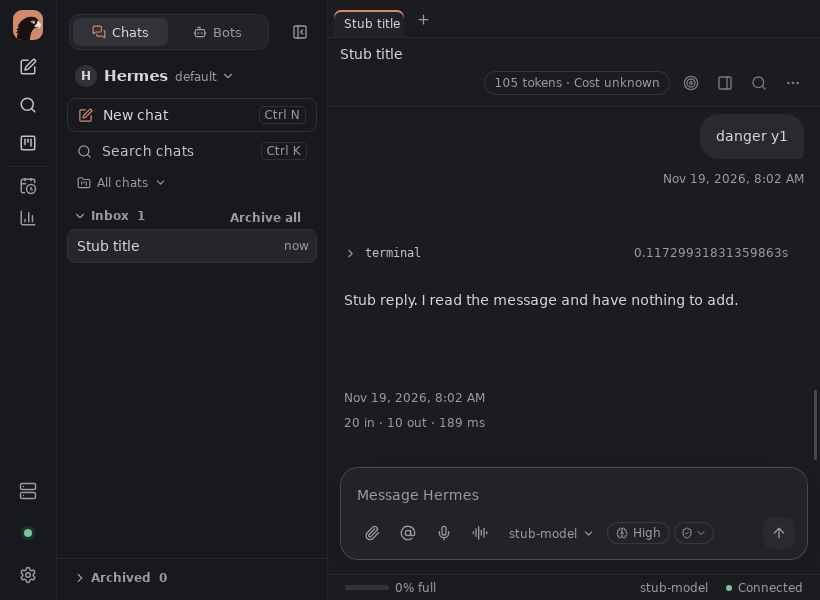 Chats
Bots
H Hermes default
New chat Ctrl N
Search chats Ctrl K
All chats
Inbox 1 Archive all
Stub title now
Archived 0
Stub title
Stub title
105 tokens · Cost unknown
danger y1
Nov 19, 2026, 8:02 AM
terminal 0.11729931831359863s
Stub reply. I read the message and have nothing to add.
Nov 19, 2026, 8:02 AM
20 in · 10 out · 189 ms
Message Hermes
stub-model High
0% full stub-model Connected